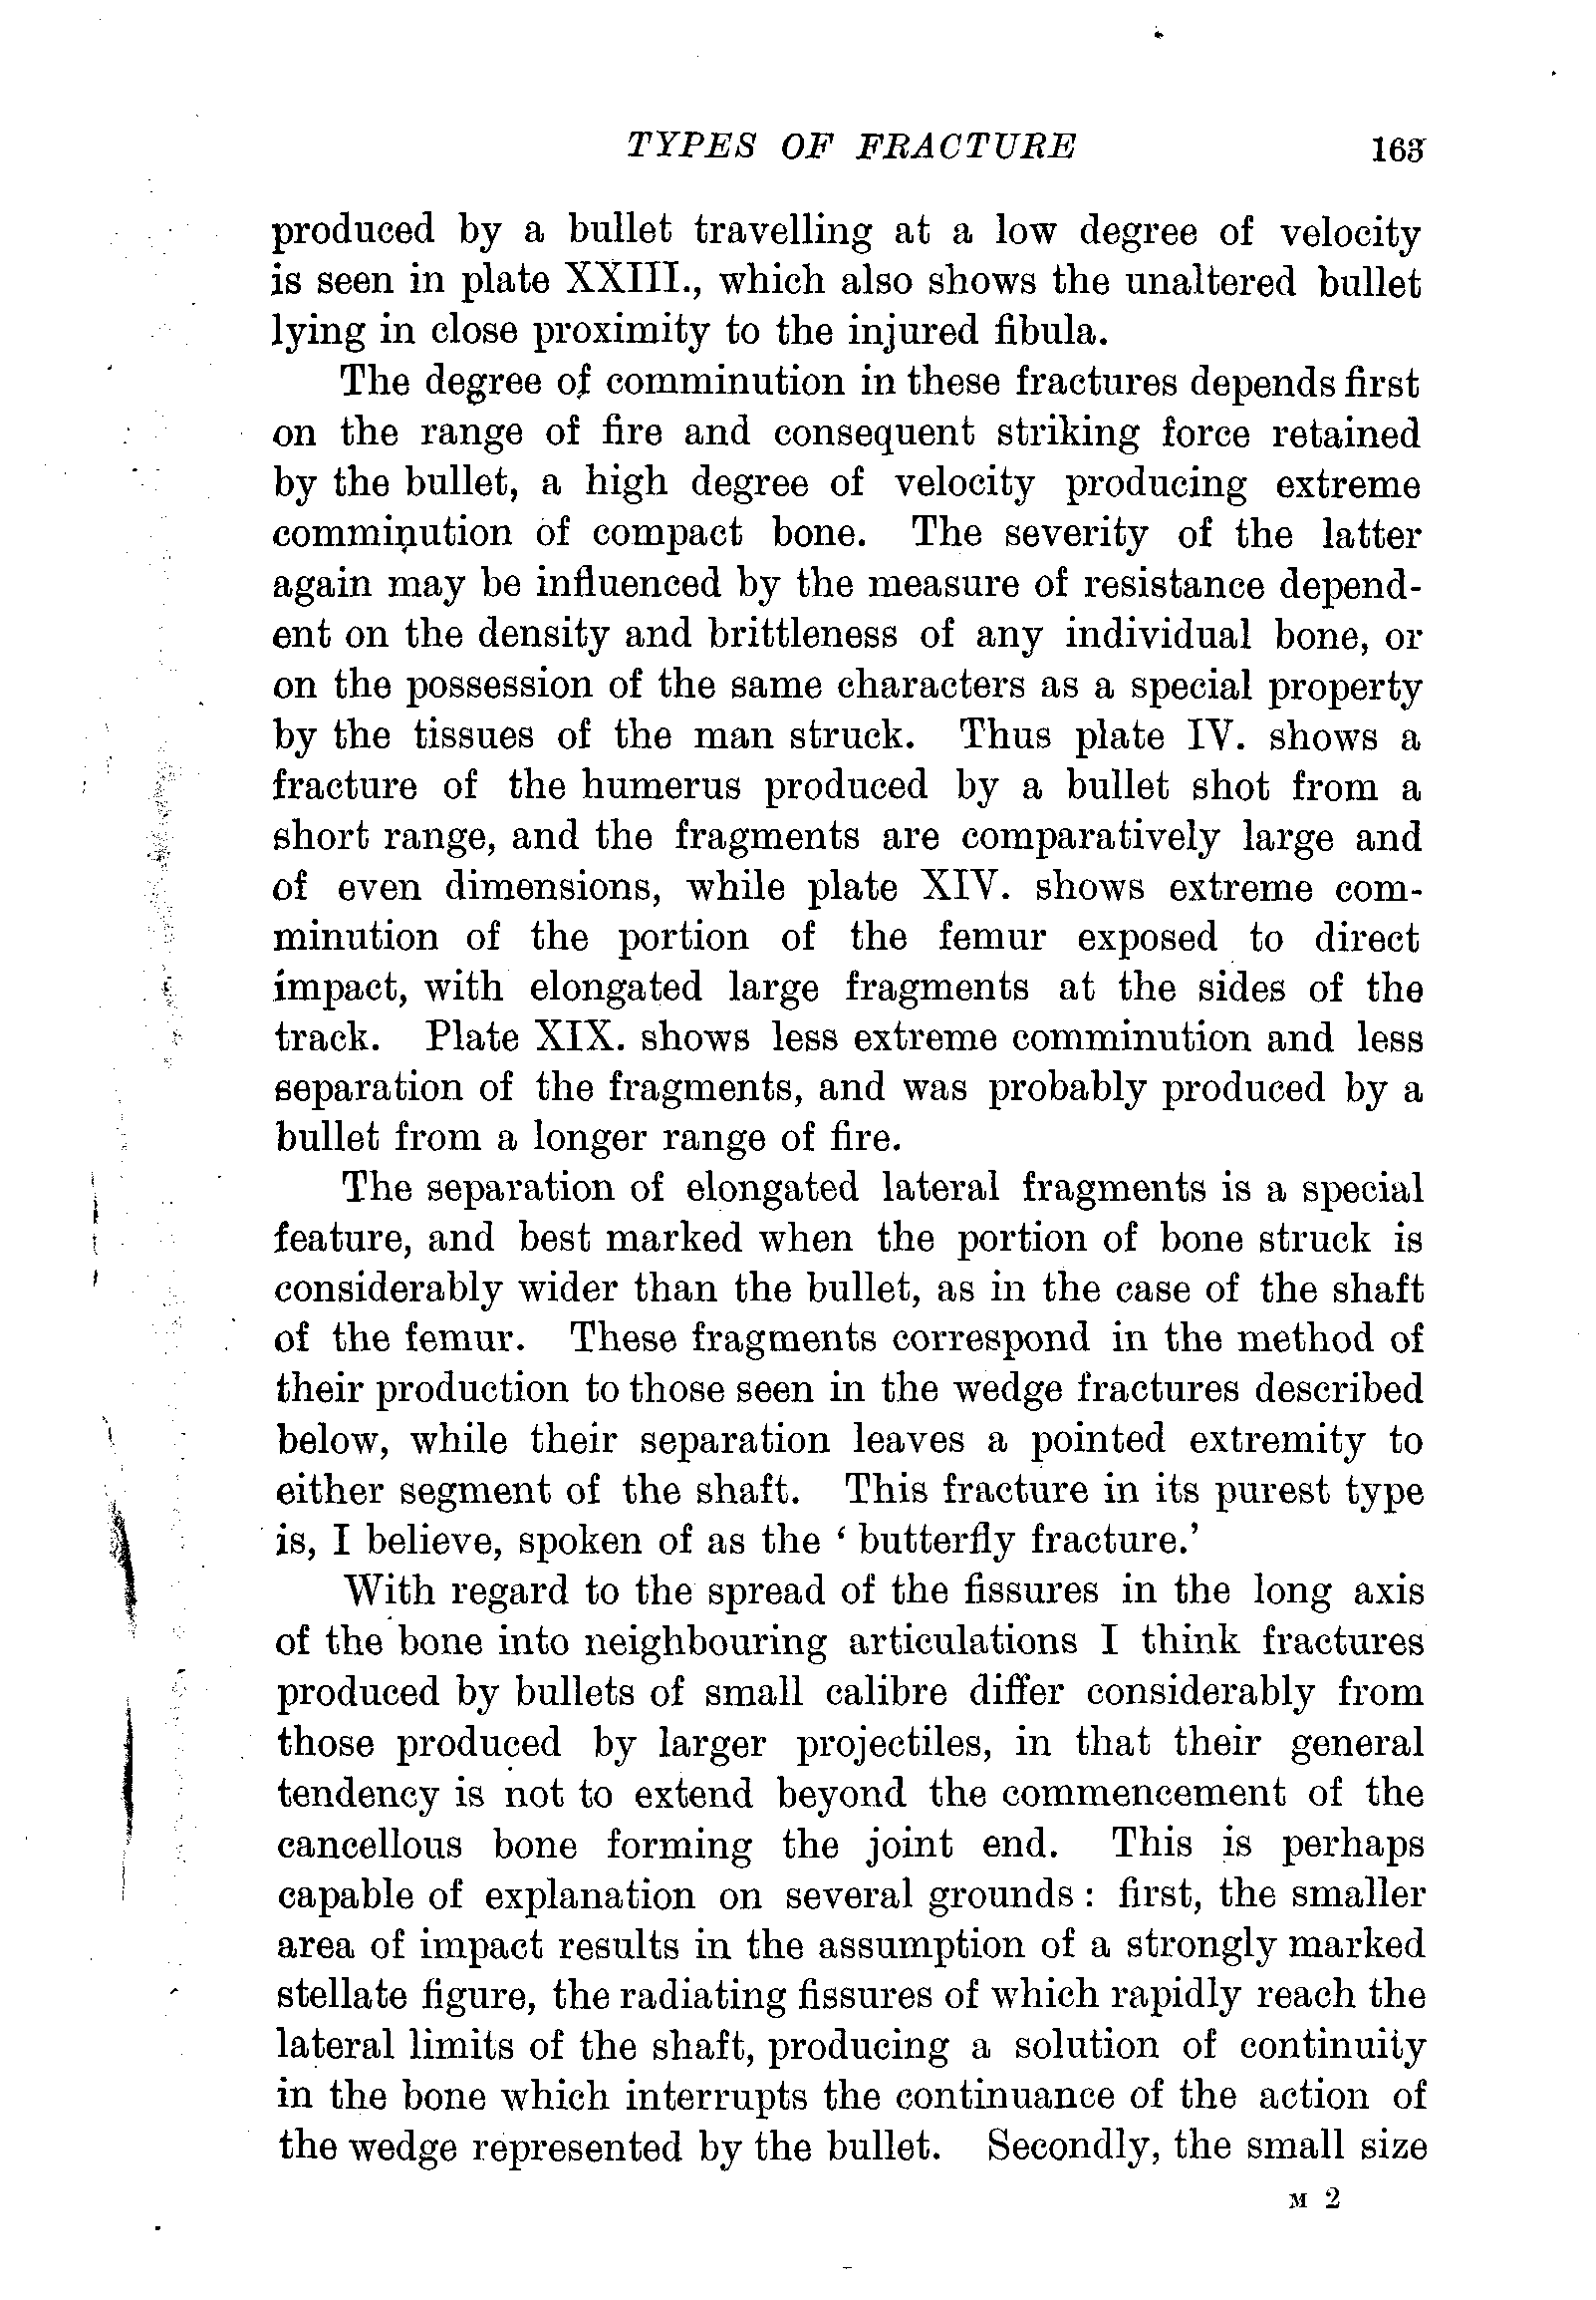 TYPES OF FRACTURE 163
produced by a bullet travelling at a low degree of velocity
is seen in plate XXIII., which also shows the unaltered bullet
lying in close proximity to the injured fibula.
The degree of comminution in these fractures depends first
on the range of fire and consequent striking force retained
by the bullet, a high degree of velocity producing extreme
comminution of compact bone. The severity of the latter
again may be influenced by the measure of resistance depend-
ent on the density and brittleness of any individual bone, or
on the possession of the same characters as a special property
by the tissues of the man struck. Thus plate IV. shows a
fracture of the humerus produced by a bullet shot from a
short range, and the fragments are comparatively large and
of even dimensions, while plate XIV. shows extreme com-
minution of the portion of the femur exposed to direct
impact, with elongated large fragments at the sides of the
track. Plate XIX. shows less extreme comminution and less
separation of the fragments, and was probably produced by a
bullet from a longer range of fire.
The separation of elongated lateral fragments is a special
feature, and best marked when the portion of bone struck is
considerably wider than the bullet, as in the case of the shaft
of the femur. These fragments correspond in the method of
their production to those seen in the wedge fractures described
below, while their separation leaves a pointed extremity to
either segment of the shaft. This fracture in its purest type
is, I believe, spoken of as the ‘butterfly fracture.’
With regard to the spread of the fissures in the long axis
of the bone into neighbouring articulations I think fractures
produced by bullets of small calibre differ considerably from
those produced by larger projectiles, in that their general
tendency is not to extend beyond the commencement of the
cancellous bone forming the joint end. This is perhaps
capable of explanation on several grounds: first, the smaller
area of impact results in the assumption of a strongly marked
stellate figure, the radiating fissures of which rapidly reach the
lateral limits of the shaft, producing a solution of continuity
in the bone which interrupts the continuance of the action of
the wedge represented by the bullet. Secondly, the small size
M 2